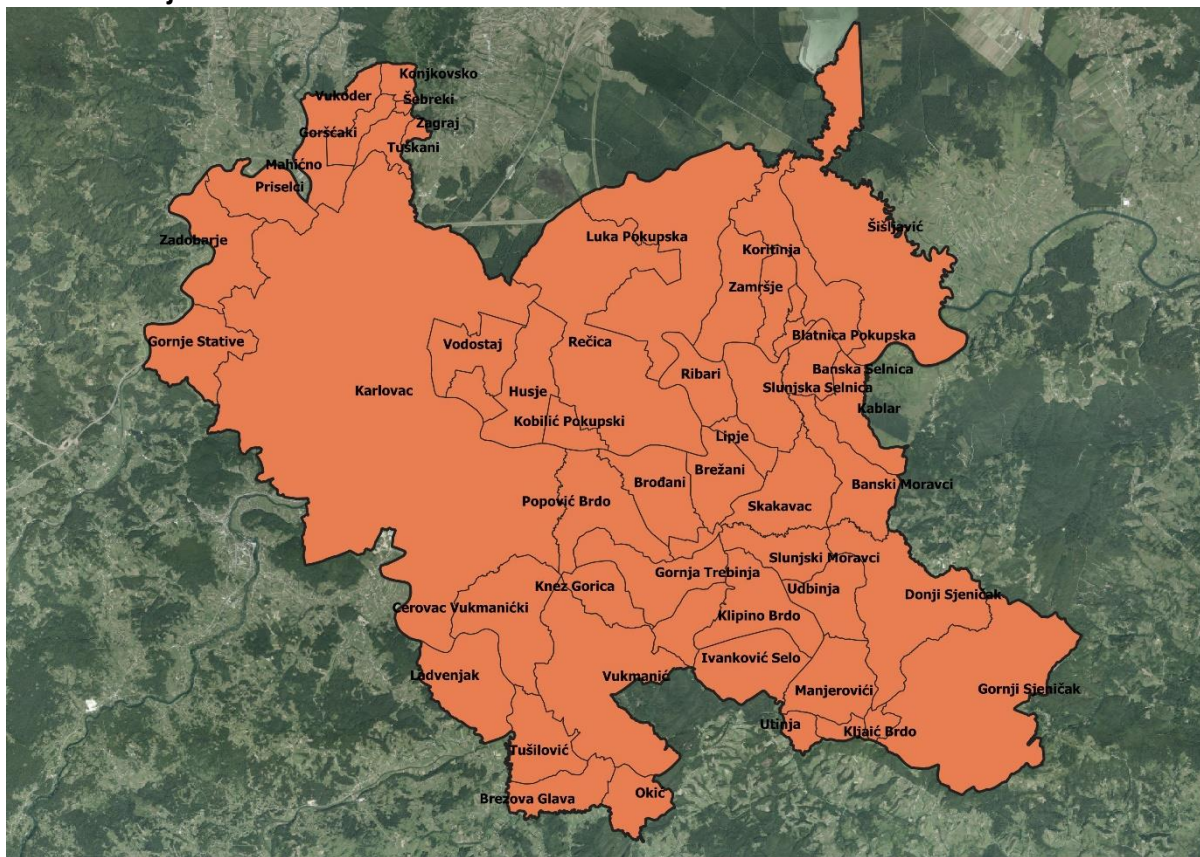 Konjkovsko
Vukoder
Šebreki
Zagraj
Goršćaki
Tuškani
Mahićno
Priselci
Zadobarje
Šišljavić
Luka Pokupska
Koritinja
Zamršje
Gornje Stative
Vodostaj
Rečica
Blatnica Pokupska
Ribari
Banska Selnica
Slunjska Selnica
Karlovac
Husje
Kablar
Kobilić Pokupski
Lipje
Brežani
Brođani
Banski Moravci
Popović Brdo
Skakavac
Slunjski Moravci
Gornja Trebinja
Knez Gorica
Udbinja
Donji Sjeničak
Cerovac Vukmanićki
Klipino Brdo
Ivanković Selo
Ladvenjak
Vukmanić
Manjerovići
Gornji Sjeničak
Utinja
Kljaić Brdo
Tušilović
Brezova Glava
Okić